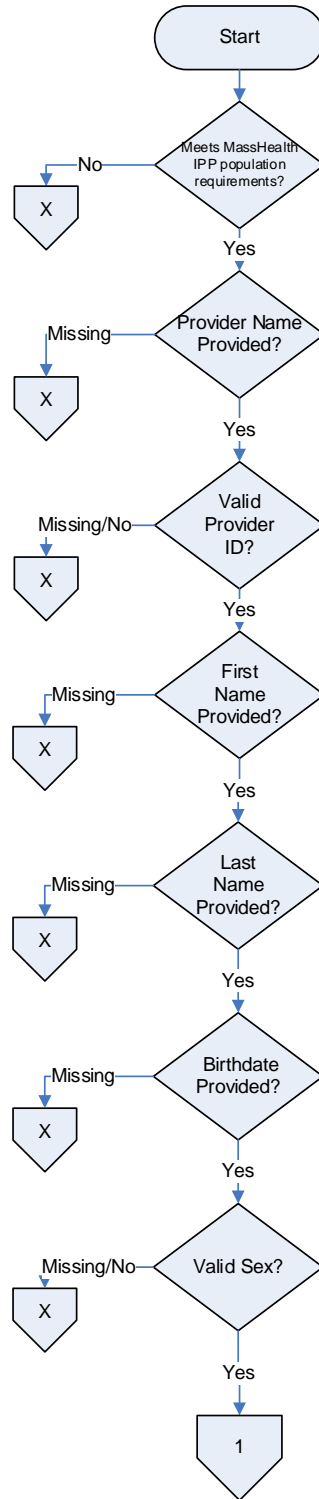 Start
Meets MassHealth
IPP population
requirements?
No
X
Yes
Provider Name
Provided?
Missing
X
Yes
Valid
Provider
ID?
Missing/No
X
Yes
First
Name
Provided?
Missing
X
Yes
Last
Name
Provided?
Missing
X
Yes
Birthdate
Provided?
Missing
X
Yes
Valid Sex?
Missing/No
X
Yes
1